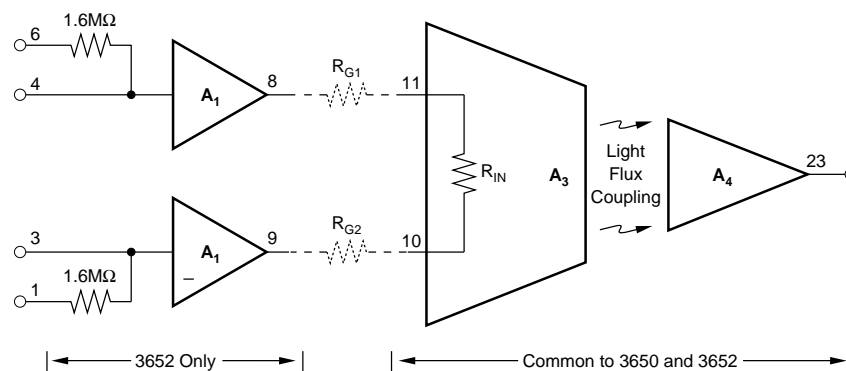 6
1.6MΩ
4
A1
8
RG1
11
RIN
A3
Light
Flux
Coupling
A4
23
3
A1
–
9
RG2
10
1.6MΩ
1
3652 Only
Common to 3650 and 3652